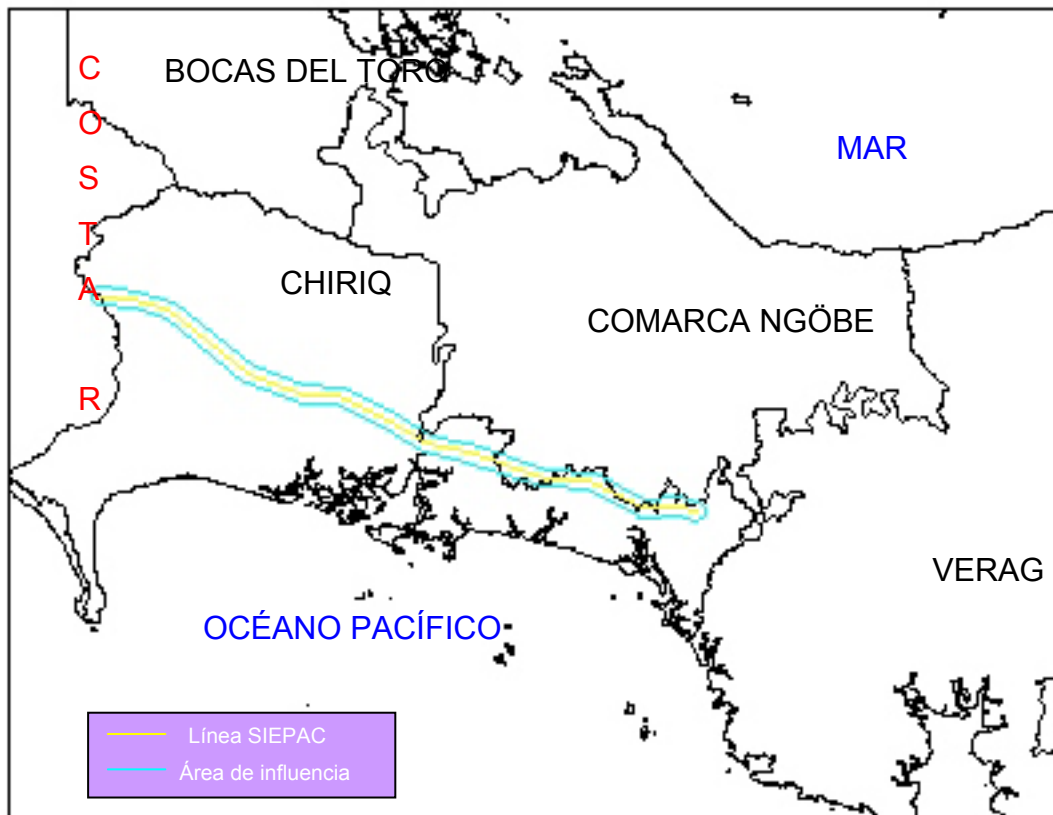 C
O
S
T
A
R
BOCAS DEL TORO
MAR
CHIRIQ
COMARCA NGÖBE
VERAG
OCÉANO PACÍFICO
Línea SIEPAC
Área de influencia